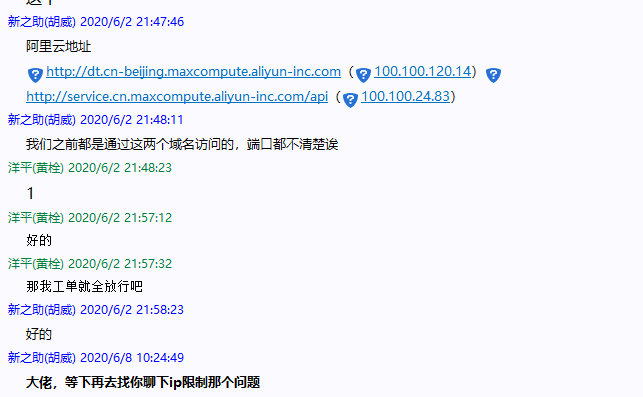 新之助(胡威) 2020/6/2 21:47:46
阿里云地址
http://dt.cn-beijing.maxcompute.aliyun-inc.com（100.100.120.14）
http://service.cn.maxcompute.aliyun-inc.com/api（100.100.24.83）
新之助(胡威) 2020/6/2 21:48:11
我们之前都是通过这两个域名访问的，端口都不清楚诶
洋平(黄栓) 2020/6/2 21:48:23
1
洋平(黄栓) 2020/6/2 21:57:12
好的
洋平(黄栓) 2020/6/2 21:57:32
那我工单就全放行吧
新之助(胡威) 2020/6/2 21:58:23
好的
新之助(胡威) 2020/6/8 10:24:49
大佬，等下再去找你聊下ip限制那个问题